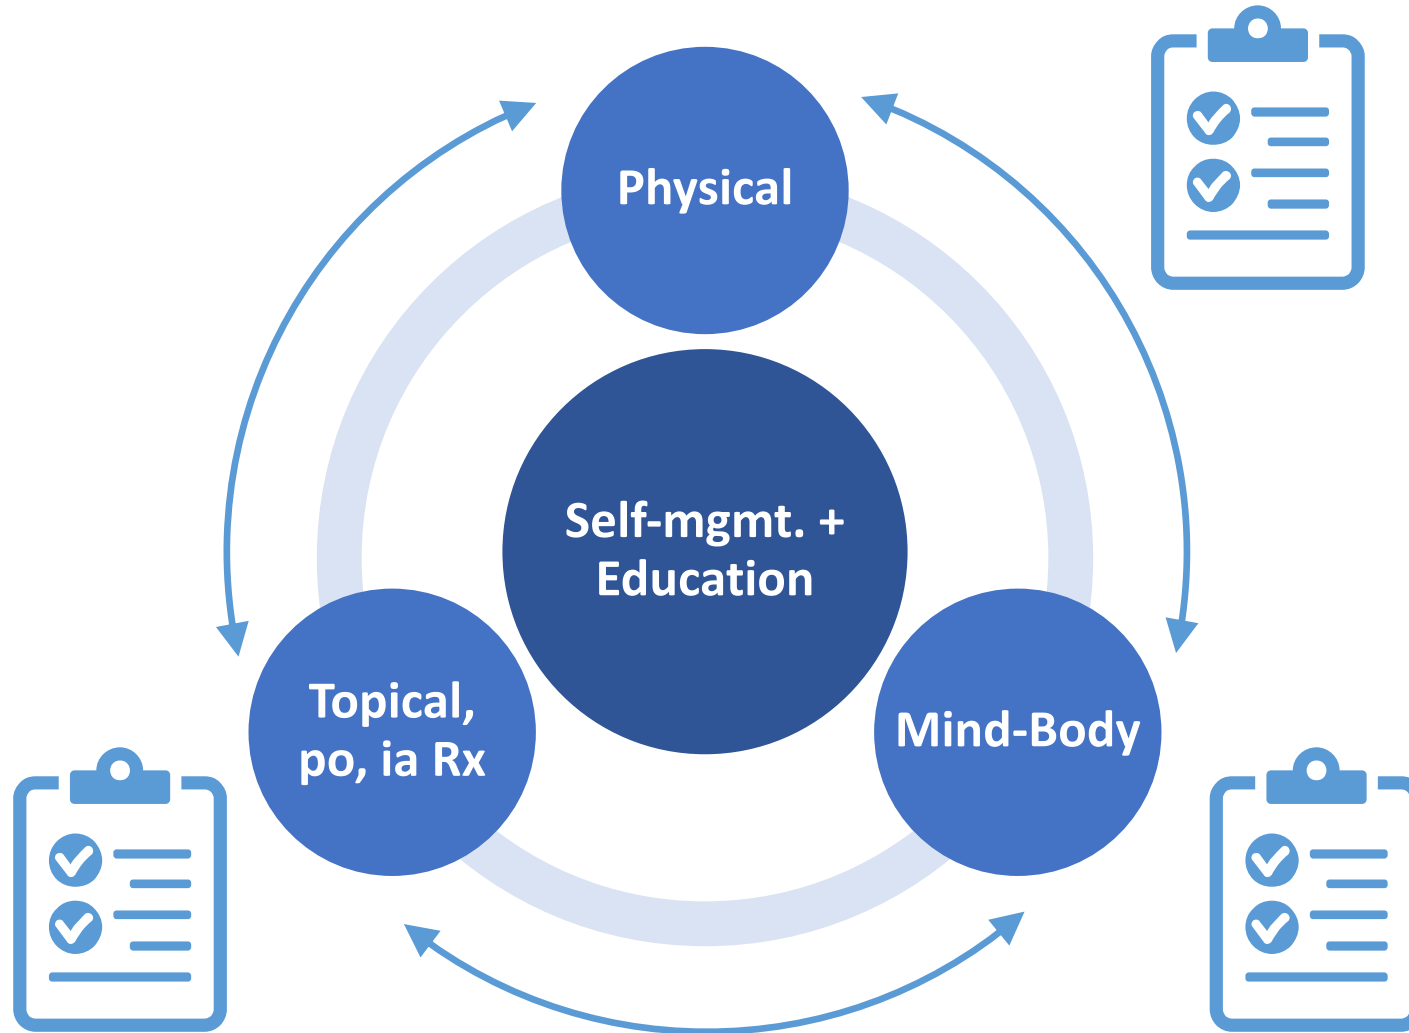 Physical
Self-mgmt. +
Education
Topical,
po, ia Rx
Mind-Body